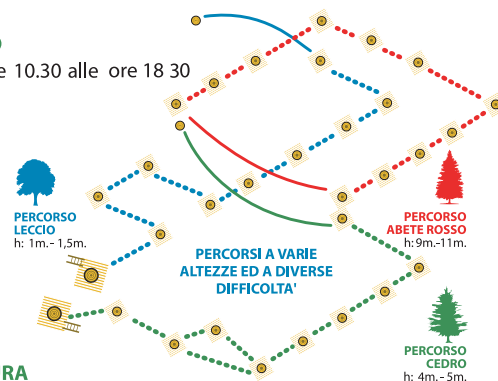 e 10.30 alle ore 18 30
PERCORSO
LECCIO
h: 1m.- 1,5m.
PERCORSO
ABETE ROSSO
h: 9m.-11m.
PERCORSI A VARIE
ALTEZZE ED A DIVERSE
DIFFICOLTA'
PERCORSO
CEDRO
h: 4m.- 5m.
RA